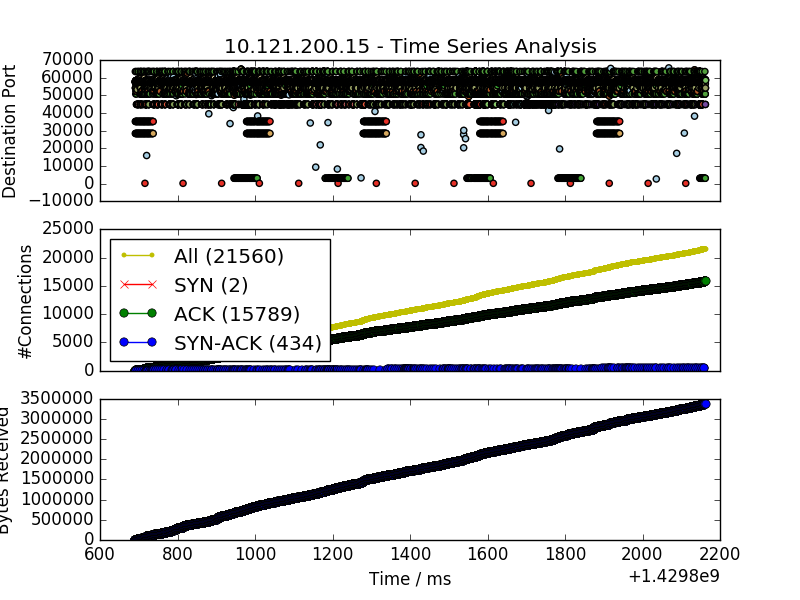 10.121.200.15 - Time Series Analysis
Destination Port
70000
60000
50000
40000
30000
20000
10000
0
−10000
#Connections
25000
20000
15000
10000
5000
0
All (21560)
SYN (2)
ACK (15789)
SYN-ACK (434)
Bytes Received
3500000
3000000
2500000
2000000
1500000
1000000
500000
0
600 800 1000 1200 1400 1600 1800 2000 2200
Time / ms
+1.4298e9